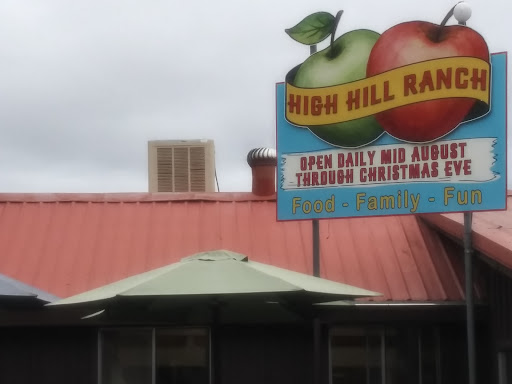 HIGH HILL RANCH
OPEN DAILY MID AUGUST
THROUGH CHRISTMAS EVE
Food - Family - Fun